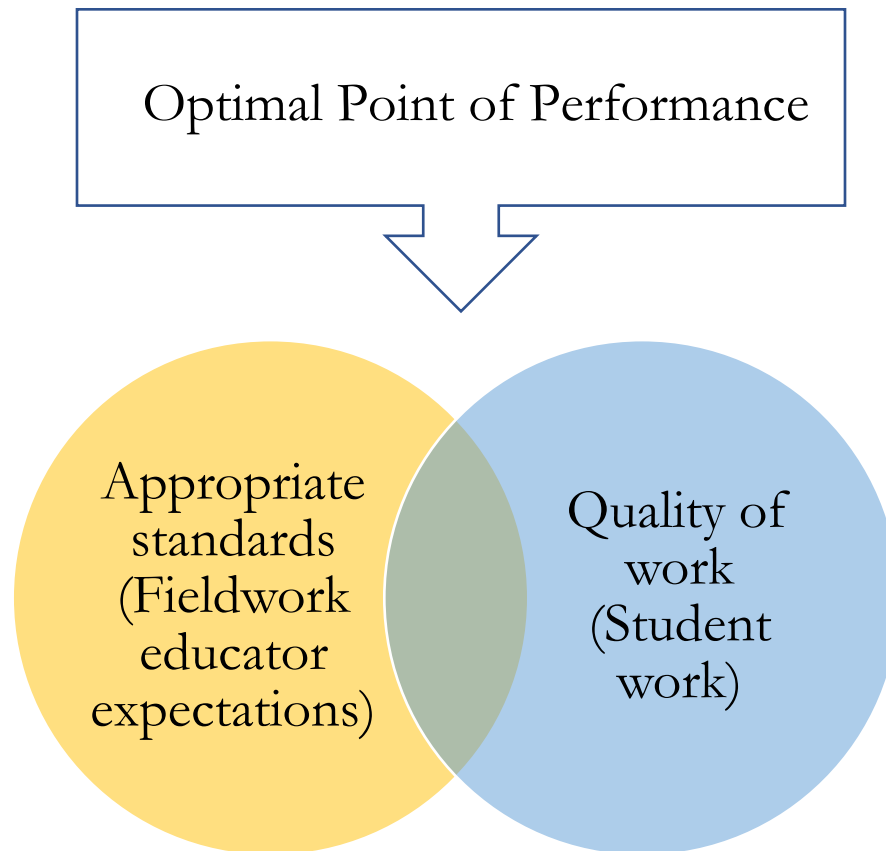 Optimal Point of Performance
Appropriate
standards
(Fieldwork
educator
expectations)
Quality of
work
(Student
work)